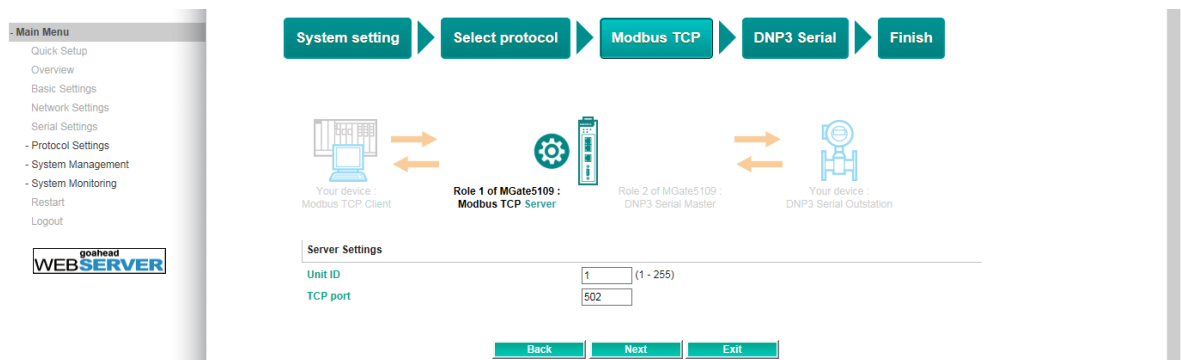 - Main Menu
Quick Setup
Overview
Basic Settings
Network Settings
Serial Settings
- Protocol Settings
- System Management
- System Monitoring
Restart
Logout
goahead
WEBSERVER
System setting
Select protocol
Modbus TCP
DNP3 Serial
Finish
Your device :
Modbus TCP Client
Role 1 of MGate5109 :
Modbus TCP Server
Role 2 of MGate5109 :
DNP3 Serial Master
Your device :
DNP3 Serial Outstation
Server Settings
Unit ID 1 (1 - 255)
TCP port 502
Back Next Exit